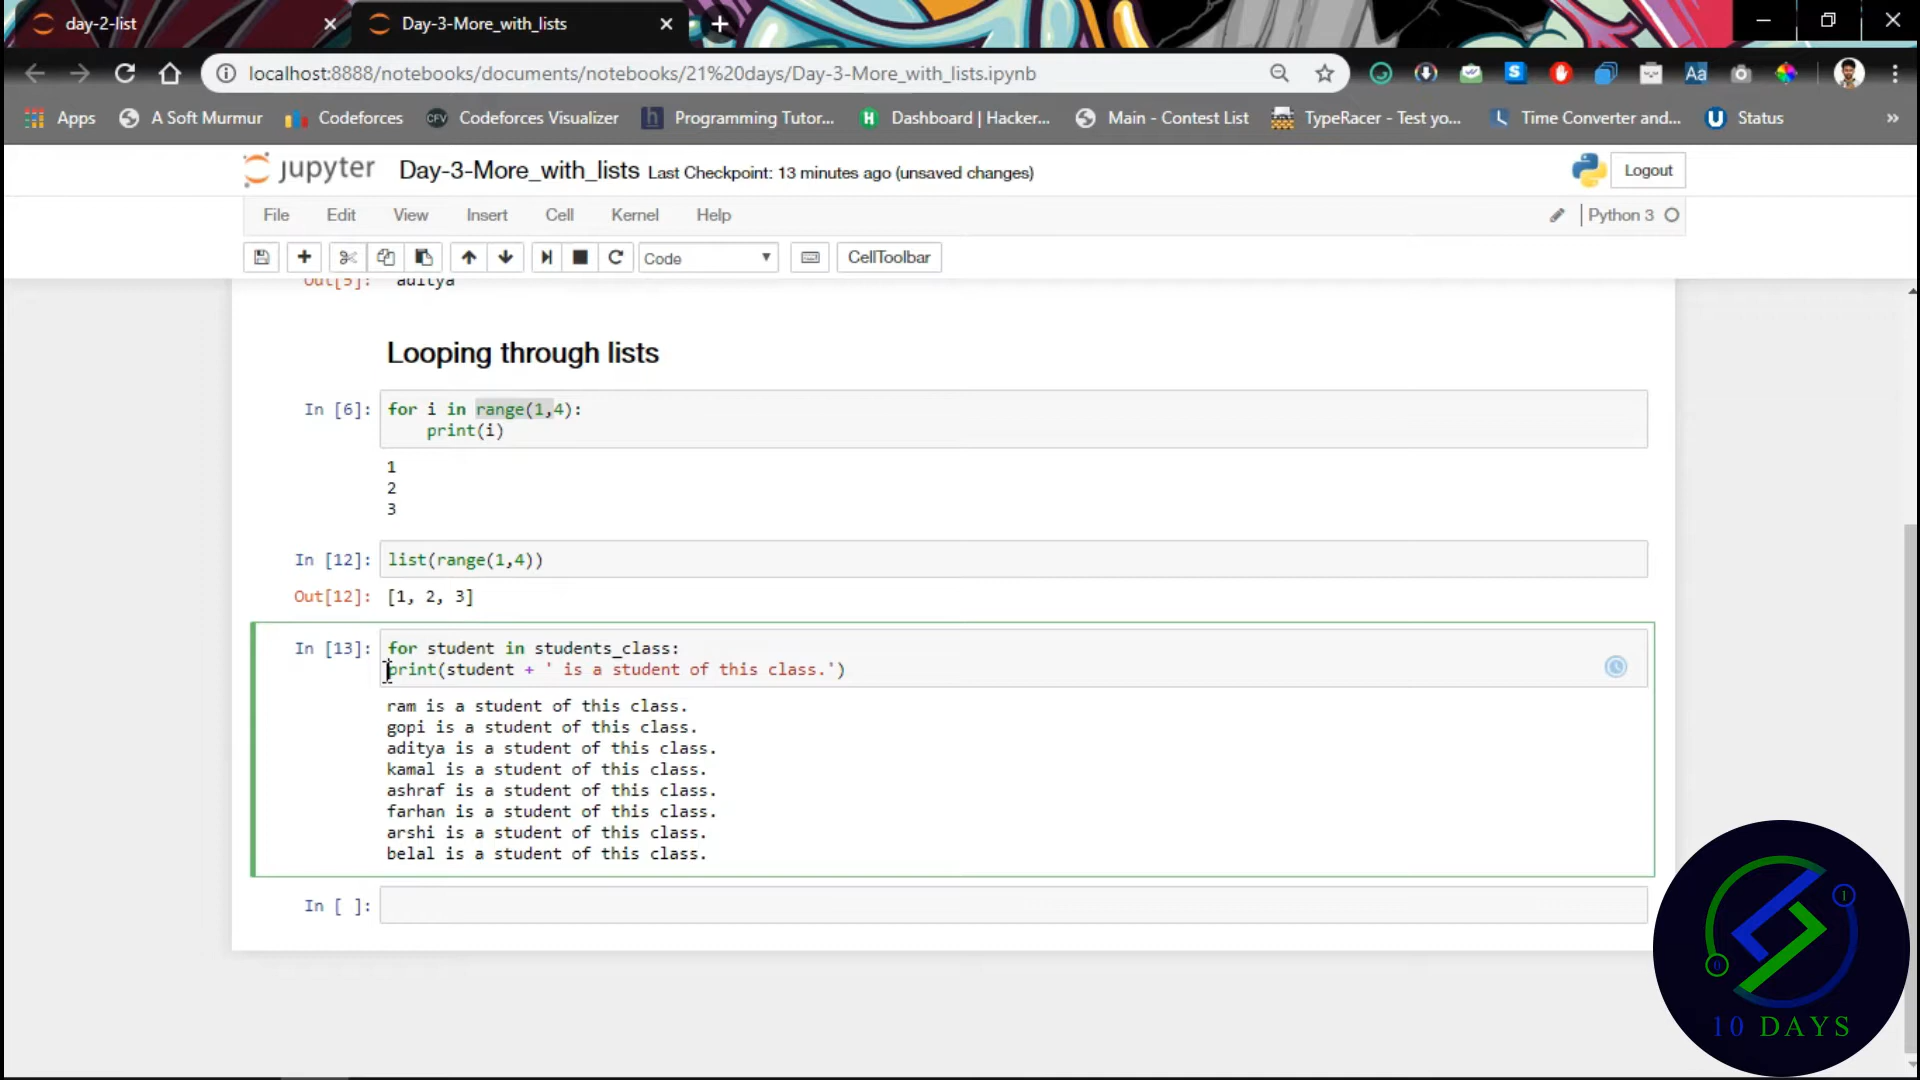 day-2-list
Day-3-More_with_lists
localhost:8888/notebooks/documents/notebooks/21%20days/Day-3-More_with_lists.ipynb
Apps
A Soft Murmur
Codeforces
CFV
Codeforces Visualizer
Programming Tutor...
Dashboard | Hacker...
Main - Contest List
TypeRacer - Test yo...
Time Converter and...
Status
»
jupyter Day-3-More_with_lists Last Checkpoint: 13 minutes ago (unsaved changes)
Logout
File Edit View Insert Cell Kernel Help
Python 3
Code
CellToolbar
Out[5]: aditya
Looping through lists
In [6]: for i in range(1,4):
print(i)
1
2
3
In [12]: list(range(1,4))
Out[12]: [1, 2, 3]
In [13]: for student in students_class:
print(student + ' is a student of this class.')
ram is a student of this class.
gopi is a student of this class.
aditya is a student of this class.
kamal is a student of this class.
ashraf is a student of this class.
farhan is a student of this class.
arshi is a student of this class.
belal is a student of this class.
In [ ]:
1
0
10 DAYS